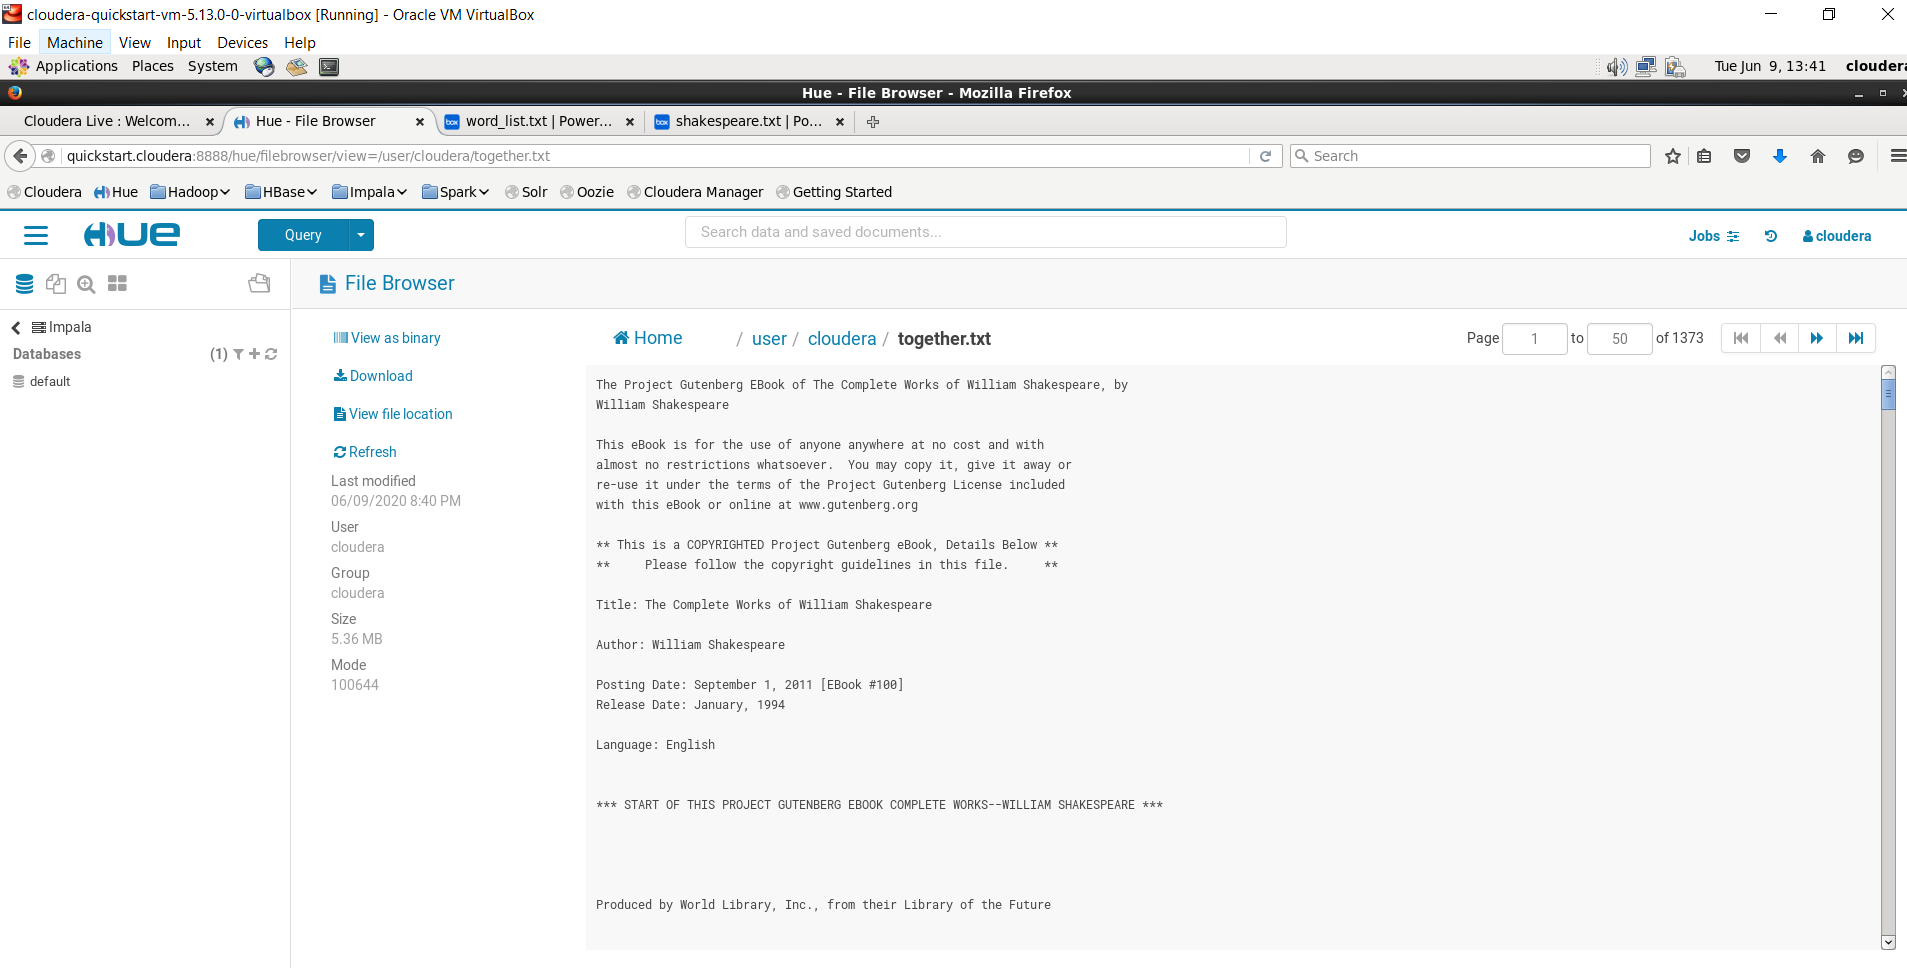 cloudera-quickstart-vm-5.13.0-0-virtualbox [Running] - Oracle VM VirtualBox
File Machine View Input Devices Help
Applications Places System Tue Jun 9, 13:41 cloudera
Hue - File Browser - Mozilla Firefox
Cloudera Live : Welcom... Hue - File Browser word_list.txt | Power... shakespeare.txt | Po...
quickstart.cloudera:8888/hue/filebrowser/view=/user/cloudera/together.txt Search
Cloudera Hue Hadoop HBase Impala Spark Solr Oozie Cloudera Manager Getting Started
HUE Query Search data and saved documents... Jobs cloudera
File Browser
Impala
Databases (1)
default
View as binary
Download
View file location
Refresh
Last modified
06/09/2020 8:40 PM
User
cloudera
Group
cloudera
Size
5.36 MB
Mode
100644
Home / user / cloudera / together.txt Page 1 to 50 of 1373
The Project Gutenberg EBook of The Complete Works of William Shakespeare, by
William Shakespeare
This eBook is for the use of anyone anywhere at no cost and with
almost no restrictions whatsoever.  You may copy it, give it away or
re-use it under the terms of the Project Gutenberg License included
with this eBook or online at www.gutenberg.org
** This is a COPYRIGHTED Project Gutenberg eBook, Details Below **
**     Please follow the copyright guidelines in this file.     **
Title: The Complete Works of William Shakespeare
Author: William Shakespeare
Posting Date: September 1, 2011 [EBook #100]
Release Date: January, 1994
Language: English
*** START OF THIS PROJECT GUTENBERG EBOOK COMPLETE WORKS--WILLIAM SHAKESPEARE ***
Produced by World Library, Inc., from their Library of the Future